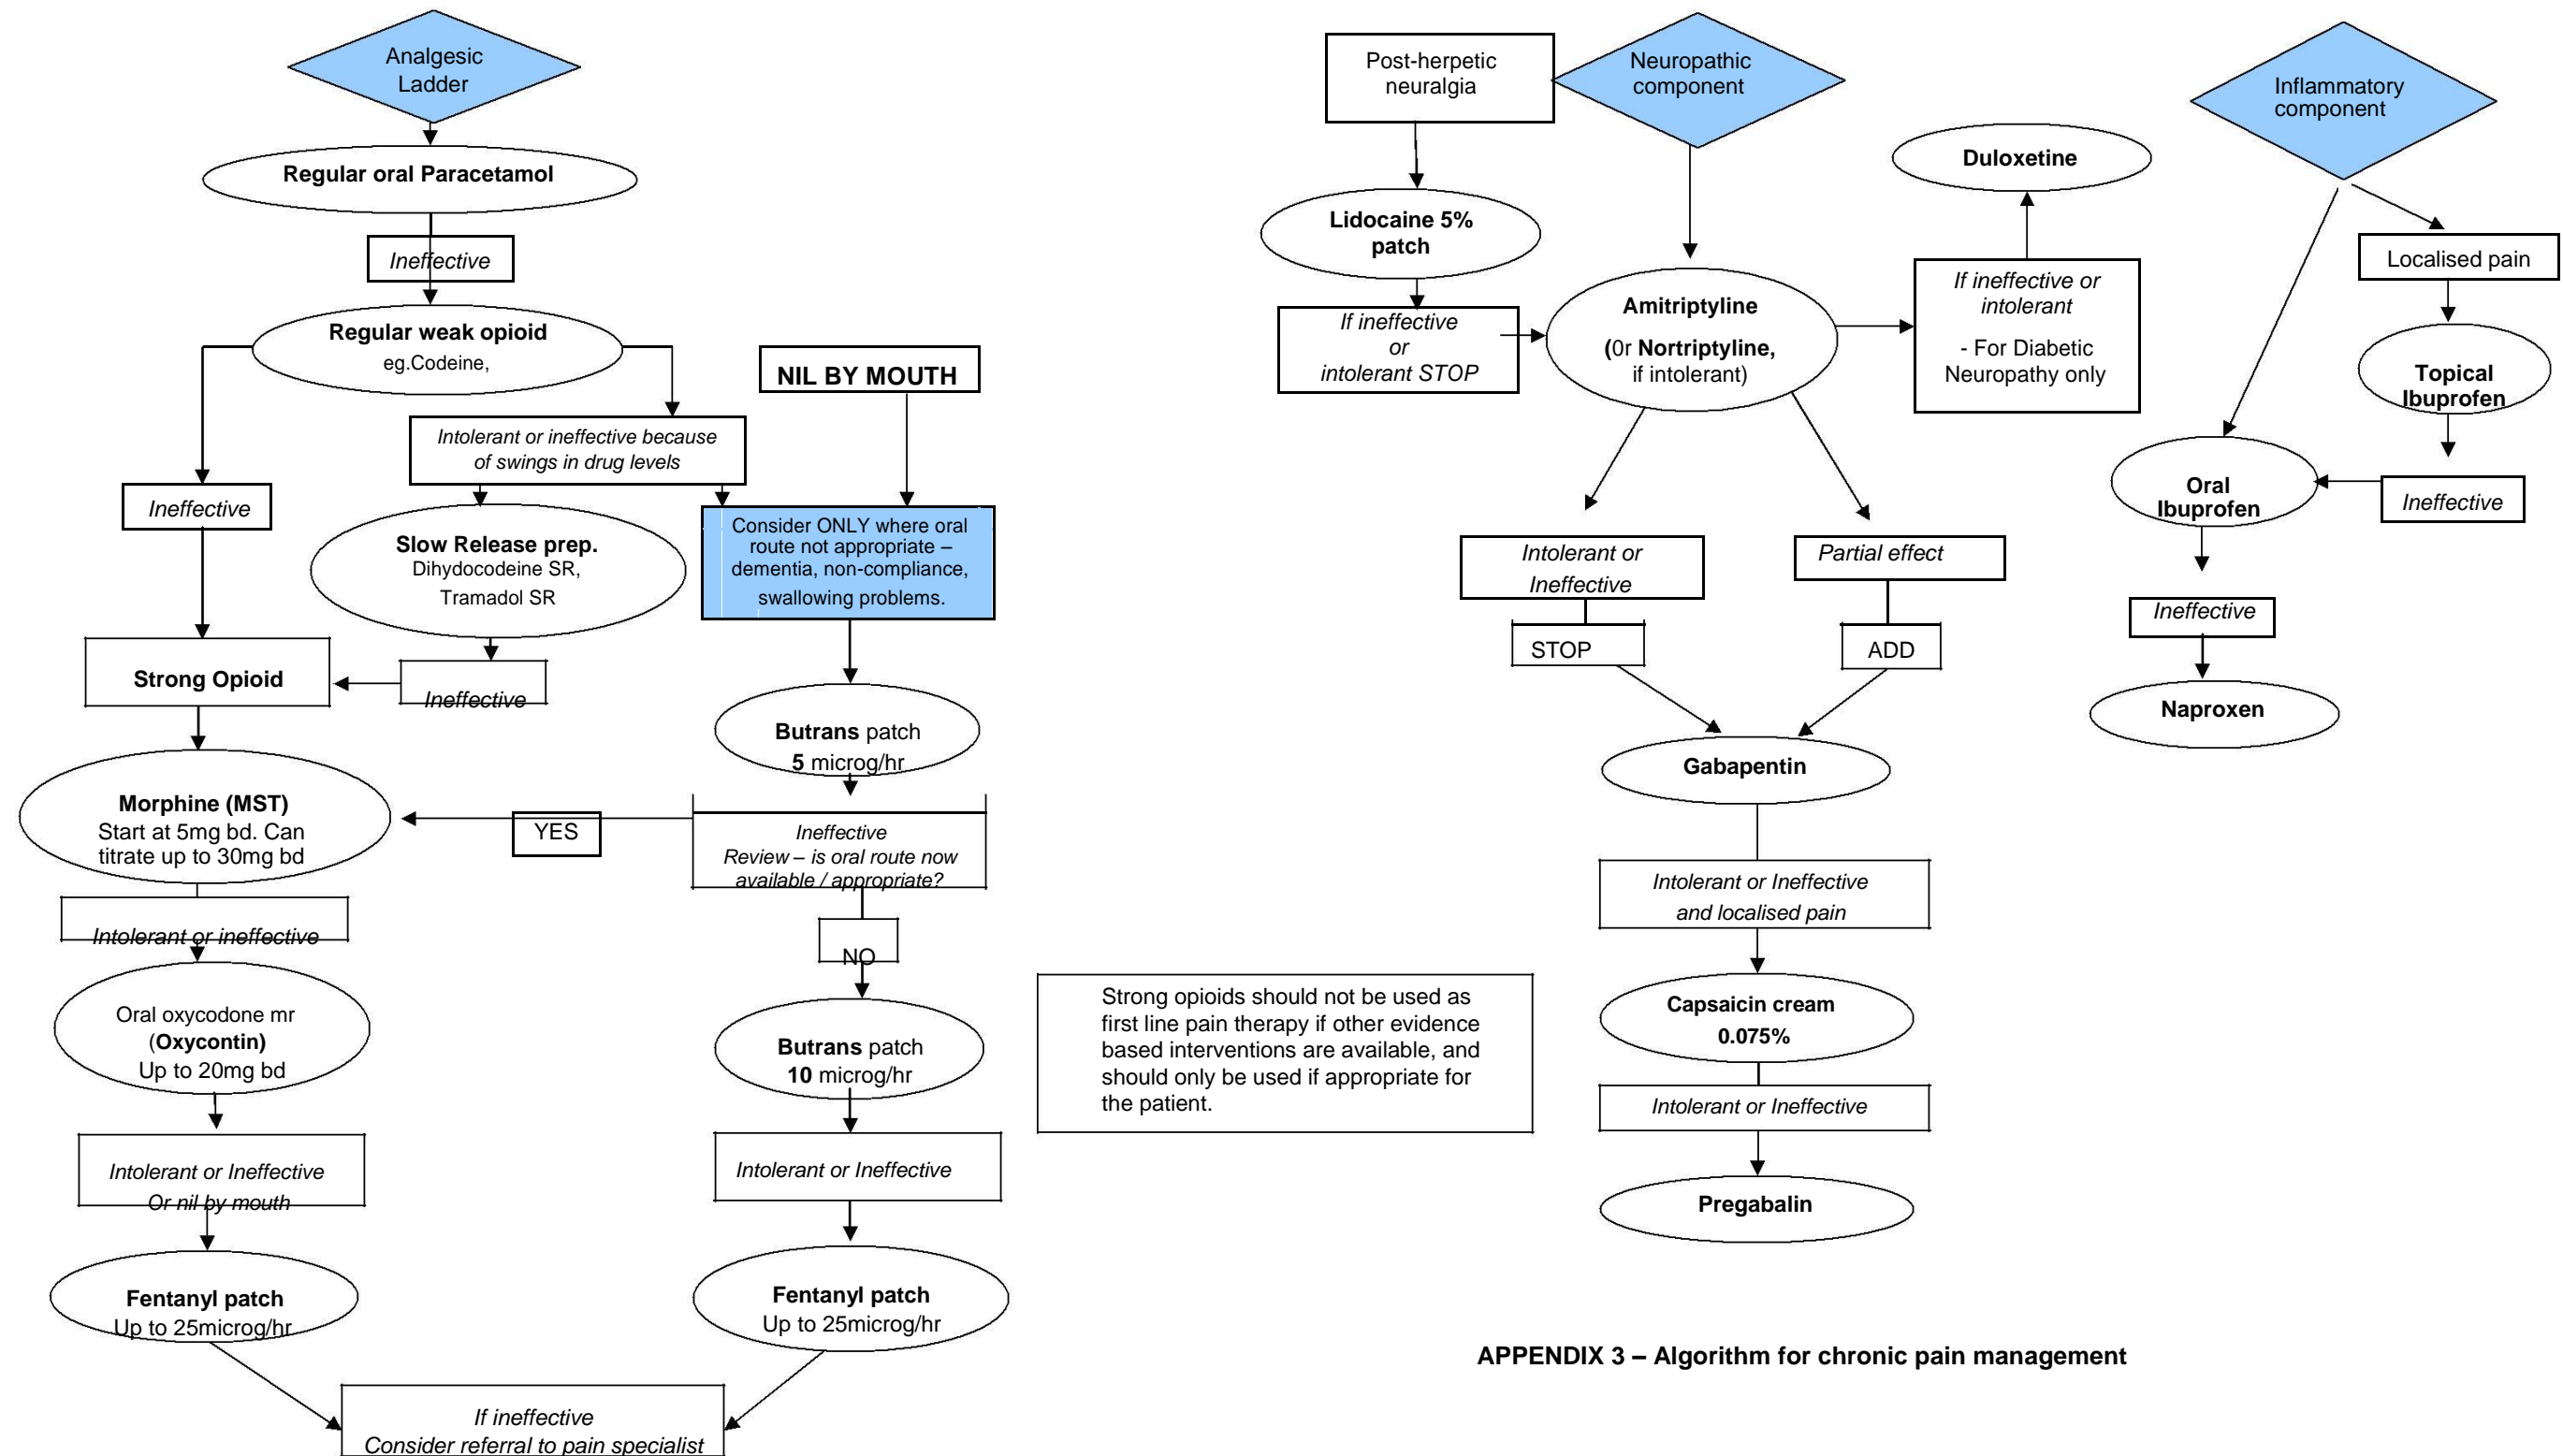 Analgesic
Ladder
Regular oral Paracetamol
Ineffective
Regular weak opioid
eg.Codeine,
NIL BY MOUTH
Intolerant or ineffective because
of swings in drug levels
Ineffective
Slow Release prep.
Dihydocodeine SR,
Tramadol SR
Consider ONLY where oral
route not appropriate –
dementia, non-compliance,
swallowing problems.
Strong Opioid
Ineffective
Butrans patch
5 microg/hr
Morphine (MST)
Start at 5mg bd. Can
titrate up to 30mg bd
YES
Ineffective
Review – is oral route now
available / appropriate?
Intolerant or ineffective
NO
Oral oxycodone mr
(Oxycontin)
Up to 20mg bd
Butrans patch
10 microg/hr
Intolerant or Ineffective
Or nil by mouth
Intolerant or Ineffective
Fentanyl patch
Up to 25microg/hr
Fentanyl patch
Up to 25microg/hr
If ineffective
Consider referral to pain specialist
Strong opioids should not be used as
first line pain therapy if other evidence
based interventions are available, and
should only be used if appropriate for
the patient.
Post-herpetic
neuralgia
Neuropathic
component
Lidocaine 5%
patch
If ineffective
or
intolerant STOP
Amitriptyline
(0r Nortriptyline,
if intolerant)
Duloxetine
If ineffective or
intolerant
- For Diabetic
Neuropathy only
Intolerant or
Ineffective
Partial effect
STOP
ADD
Gabapentin
Intolerant or Ineffective
and localised pain
Capsaicin cream
0.075%
Intolerant or Ineffective
Pregabalin
Inflammatory
component
Localised pain
Topical
Ibuprofen
Ineffective
Oral
Ibuprofen
Ineffective
Naproxen
APPENDIX 3 – Algorithm for chronic pain management